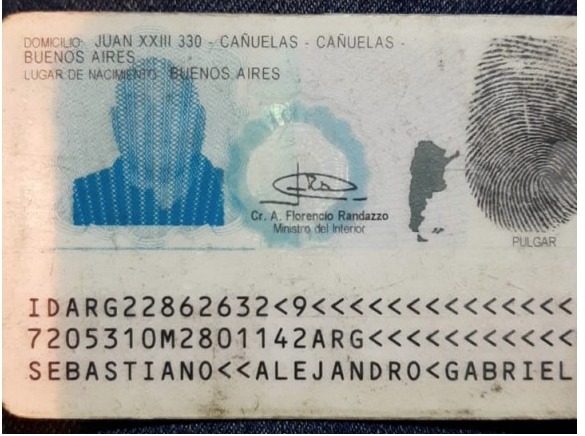 DOMICILIO: JUAN XXIII 330 - CAÑUELAS - CAÑUELAS -
BUENOS AIRES
LUGAR DE NACIMIENTO: BUENOS AIRES
Cr. A. Florencio Randazzo
Ministro del Interior
PULGAR
IDARG22862632<9<<<<<<<<<<<<<<<
7205310M2801142ARG<<<<<<<<<<<
SEBASTIANO<<ALEJANDRO<GABRIEL